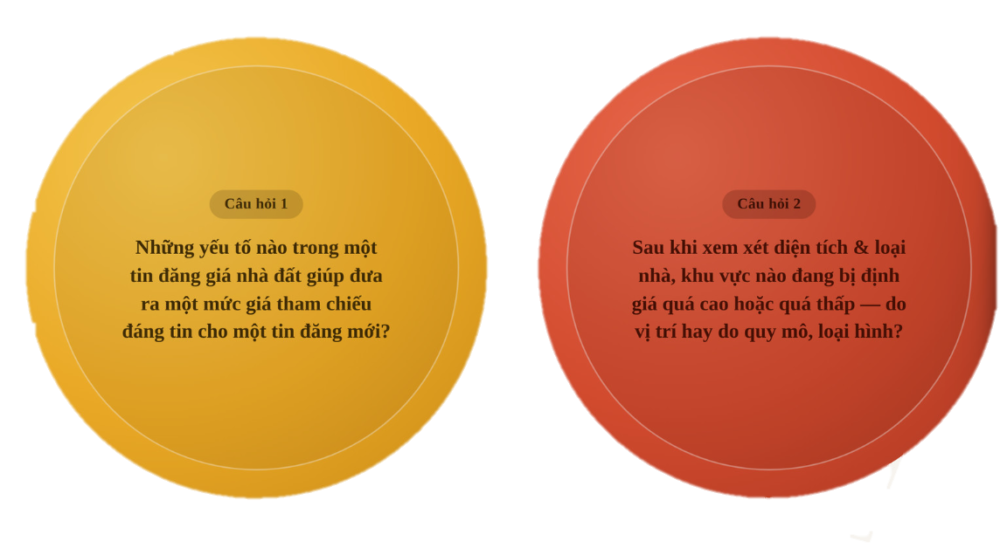 Câu hỏi 1
Những yếu tố nào trong một
tin đăng giá nhà đất giúp đưa
ra một mức giá tham chiếu
đáng tin cho một tin đăng mới?
Câu hỏi 2
Sau khi xem xét diện tích & loại
nhà, khu vực nào đang bị định
giá quá cao hoặc quá thấp — do
vị trí hay do quy mô, loại hình?